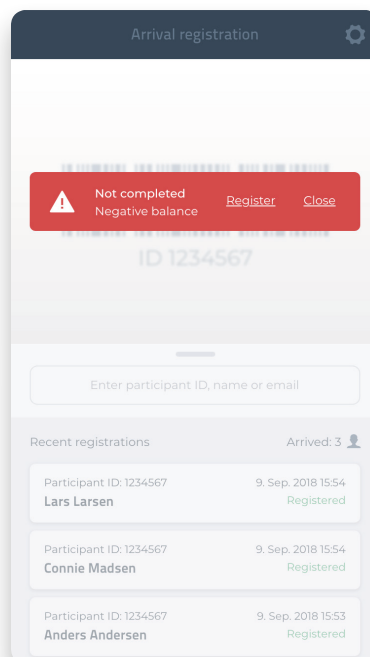 Arrival registration
Not completed
Negative balance
Register
Close
ID 1234567
Enter participant ID, name or email
Recent registrations
Arrived: 3
Participant ID: 1234567
9. Sep. 2018 15:54
Lars Larsen
Registered
Participant ID: 1234567
9. Sep. 2018 15:54
Connie Madsen
Registered
Participant ID: 1234567
9. Sep. 2018 15:53
Anders Andersen
Registered